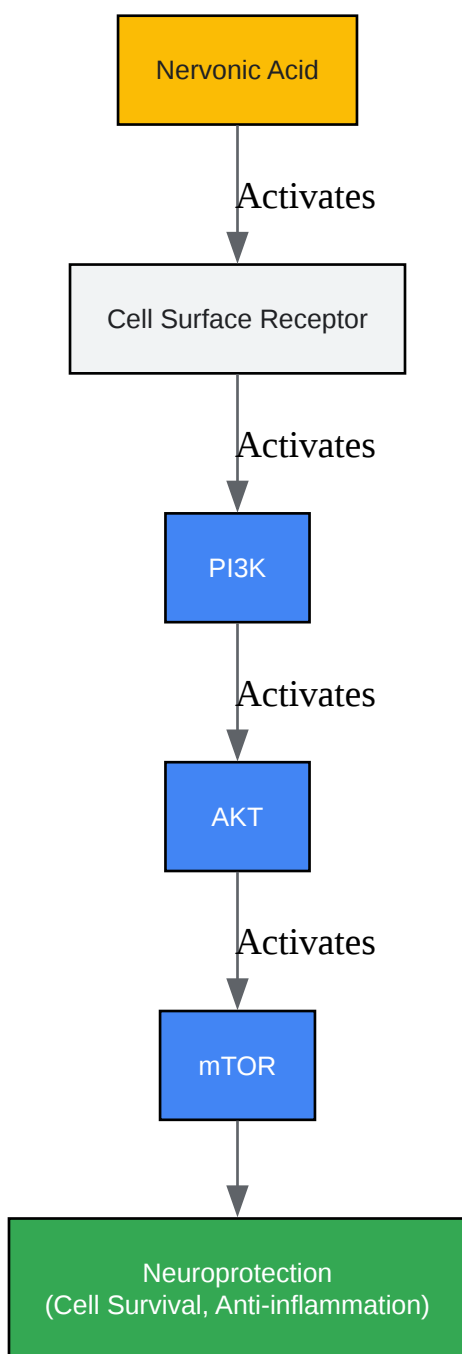 Nervonic Acid
Activates
Cell Surface Receptor
Activates
PI3K
Activates
AKT
Activates
mTOR
Neuroprotection
(Cell Survival, Anti-inflammation)